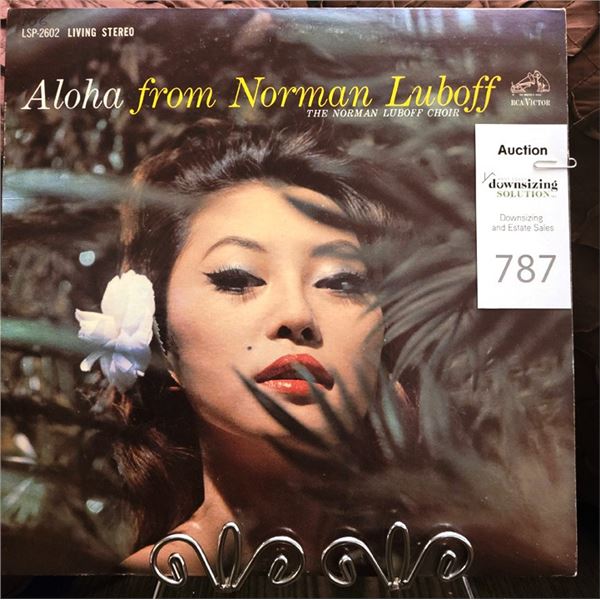 LSP-2602 LIVING STEREO
Aloha from Norman Luboff
THE NORMAN LUBOFF CHOIR
RCA VICTOR
Auction
downsizing
SOLUTIONS
Downsizing
and Estate Sales
787